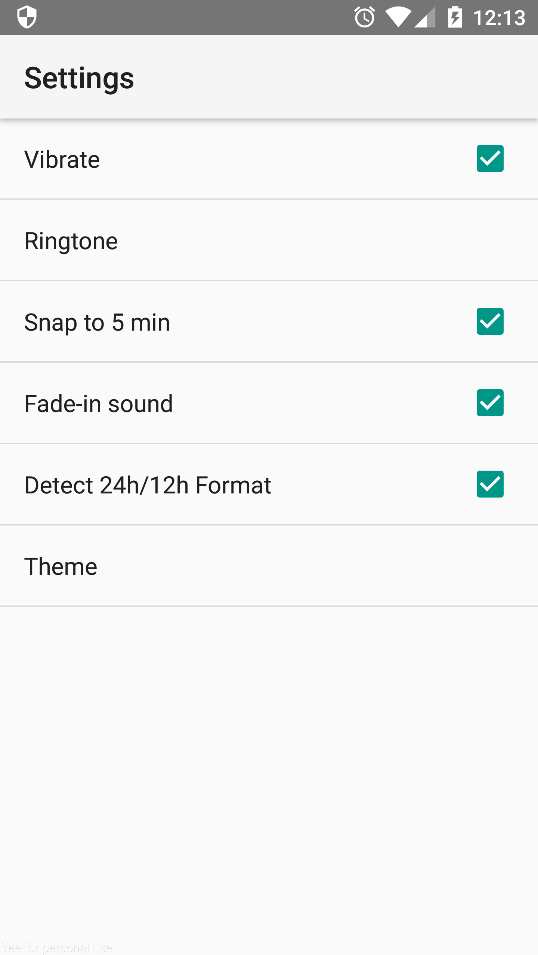 12:13
Settings
Vibrate
Ringtone
Snap to 5 min
Fade-in sound
Detect 24h/12h Format
Theme
free for personal use